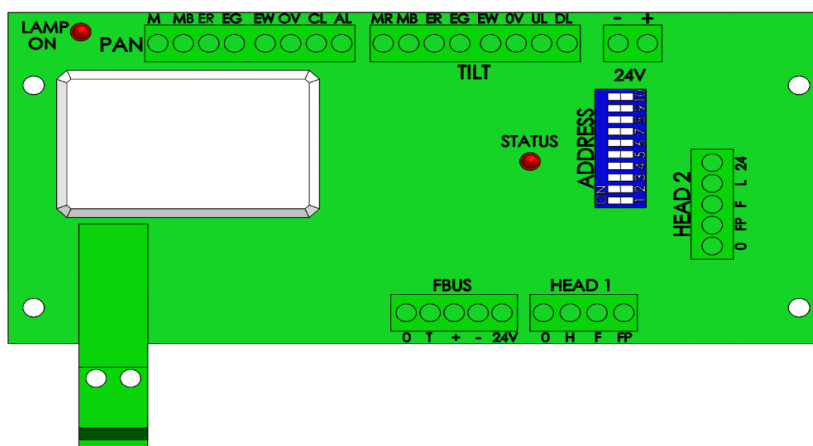 LAMP
ON
PAN
M MB ER EG EW OV CL AL
MR MB ER EG EW 0V UL DL
TILT
- +
24V
STATUS
ADDRESS
ON
1 2 3 4 5 6 7 8 9 10
HEAD 2
0 FP F L 24
FBUS
0 T + - 24V
HEAD 1
0 H F FP